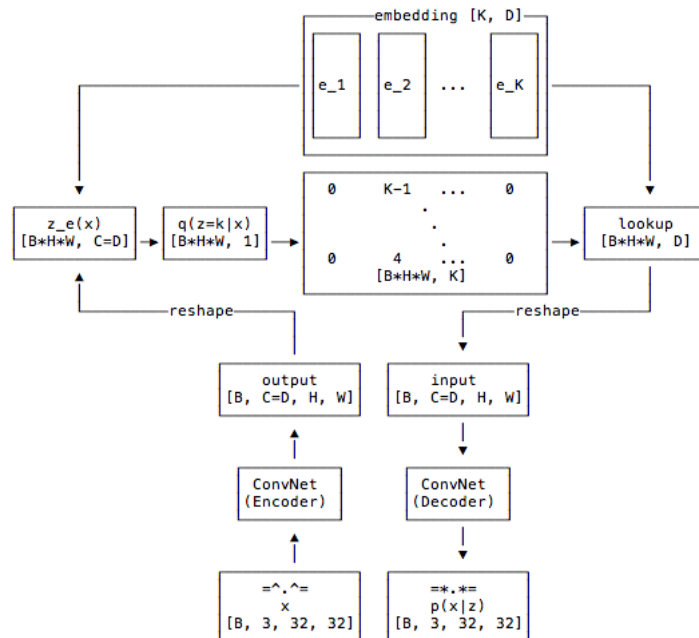 embedding [K, D]
e_1 e_2 ... e_K
0 K-1 ... 0
.
.
.
0 4 ... 0
[B*H*W, K]
z_e(x)
[B*H*W, C=D]
q(z=k|x)
[B*H*W, 1]
lookup
[B*H*W, D]
reshape
reshape
output
[B, C=D, H, W]
input
[B, C=D, H, W]
ConvNet
(Encoder)
ConvNet
(Decoder)
=^.^=
x
[B, 3, 32, 32]
=*.*=
p(x|z)
[B, 3, 32, 32]